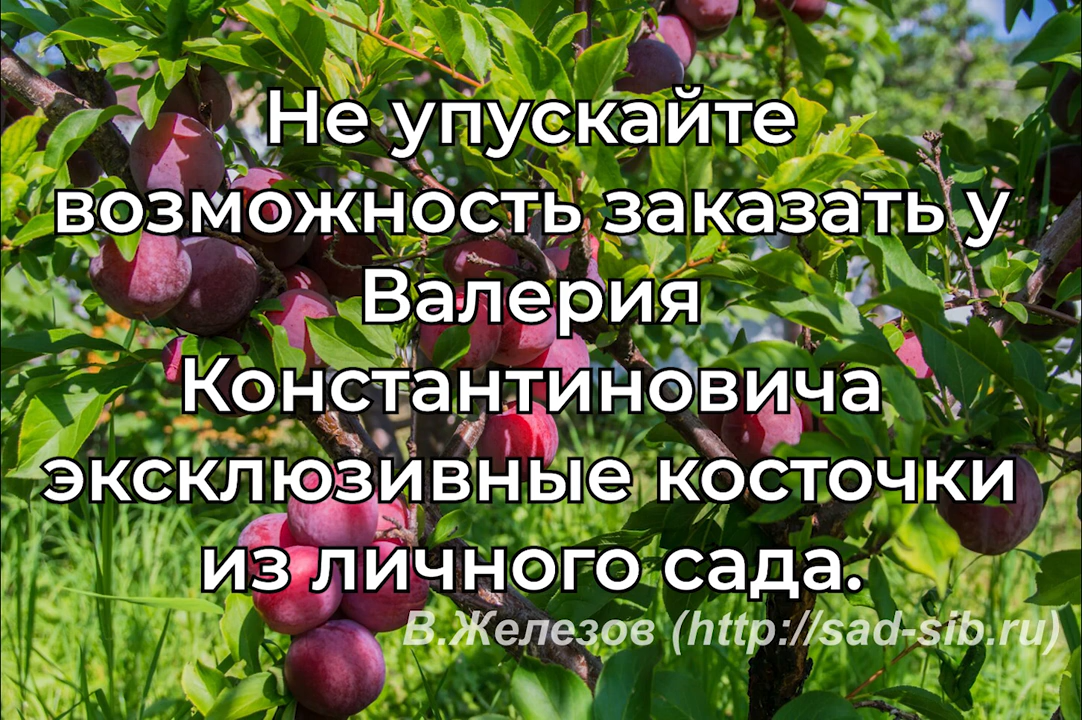 Не упускайте
возможность заказать у
Валерия
Константиновича
эксклюзивные косточки
из личного сада.
В.Железов (http://sad-sib.ru)